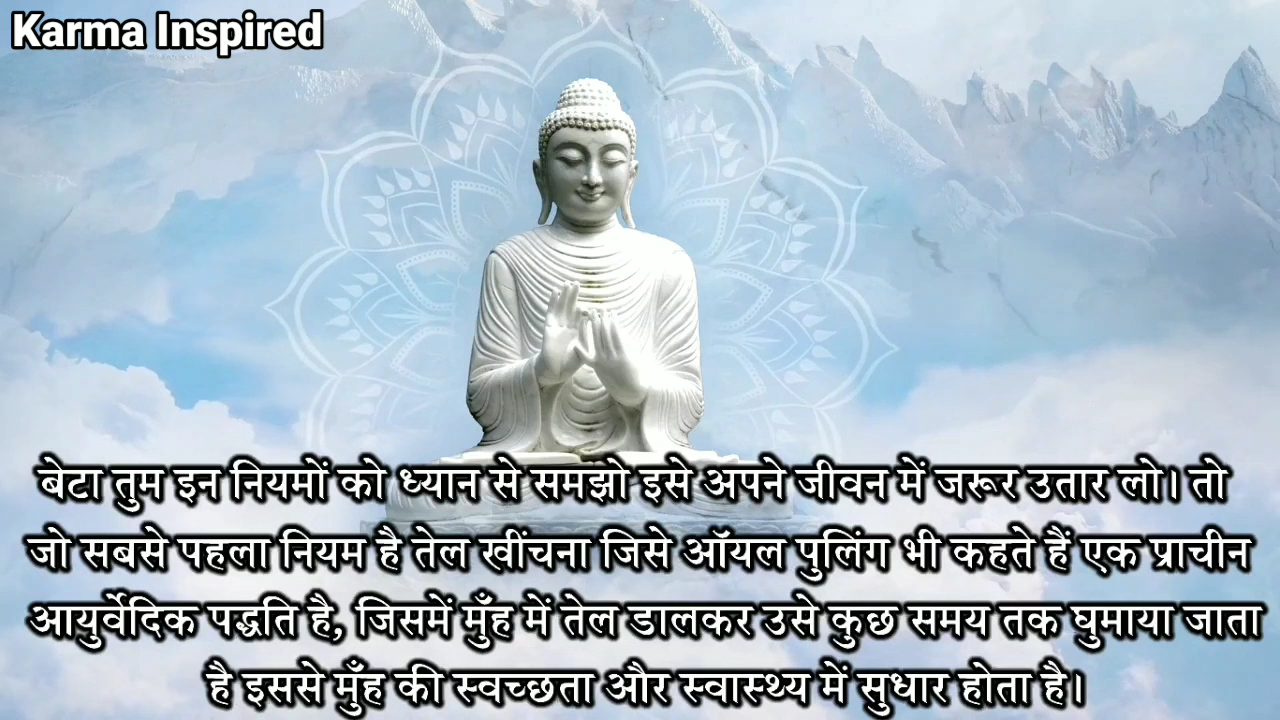 Karma Inspired
बेटा तुम इन नियमों को ध्यान से समझो इसे अपने जीवन में जरूर उतार लो। तो
जो सबसे पहला नियम है तेल खींचना जिसे ऑयल पुलिंग भी कहते हैं एक प्राचीन
आयुर्वेदिक पद्धति है, जिसमें मुँह में तेल डालकर उसे कुछ समय तक घुमाया जाता
है इससे मुँह की स्वच्छता और स्वास्थ्य में सुधार होता है।